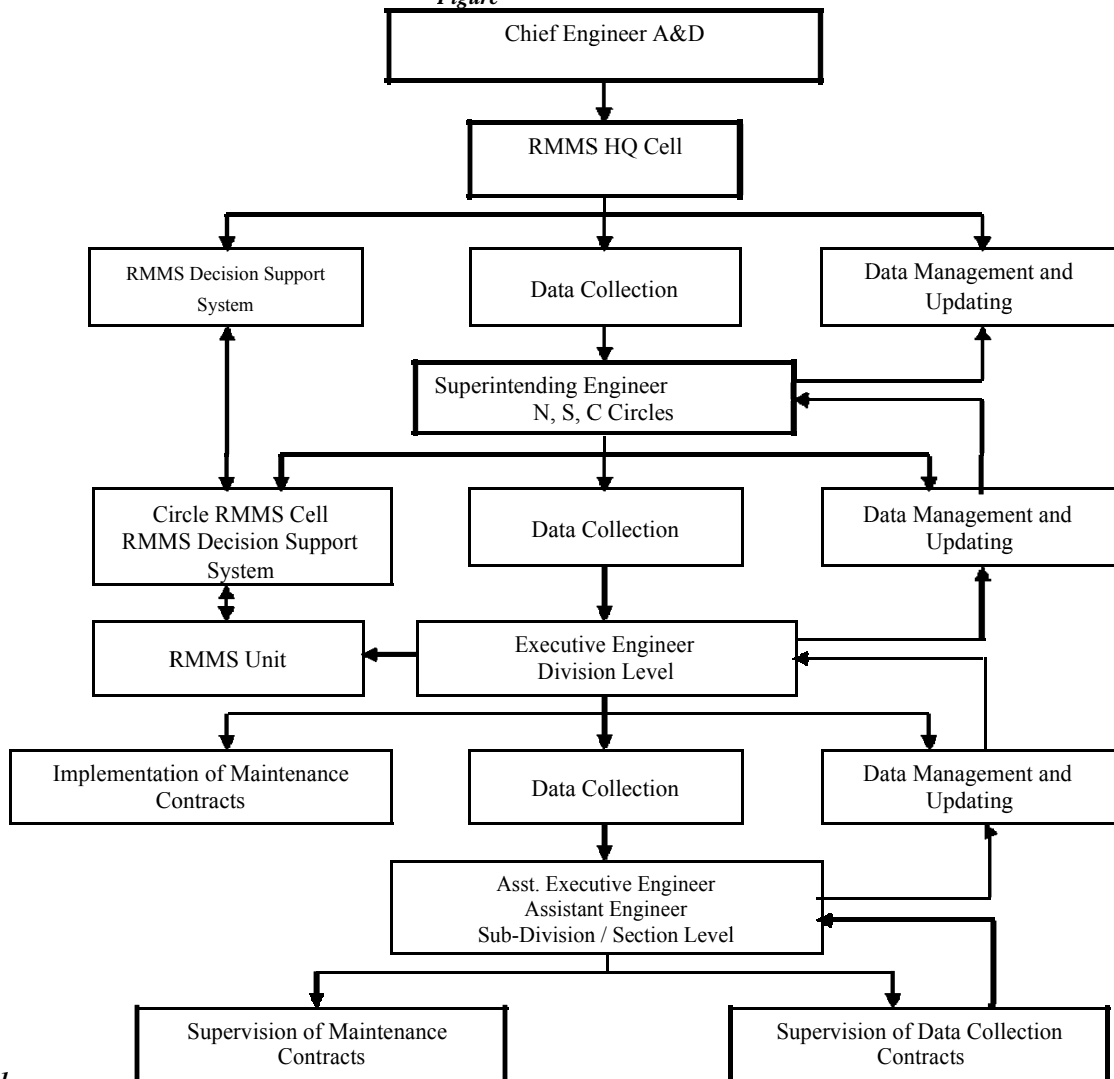 Figure
Chief Engineer A&D
RMMS HQ Cell
RMMS Decision Support
System
Data Collection
Data Management and
Updating
Superintending Engineer
N, S, C Circles
Circle RMMS Cell
RMMS Decision Support
System
Data Collection
Data Management and
Updating
RMMS Unit
Executive Engineer
Division Level
Implementation of Maintenance
Contracts
Data Collection
Data Management and
Updating
Asst. Executive Engineer
Assistant Engineer
Sub-Division / Section Level
Supervision of Maintenance
Contracts
Supervision of Data Collection
Contracts